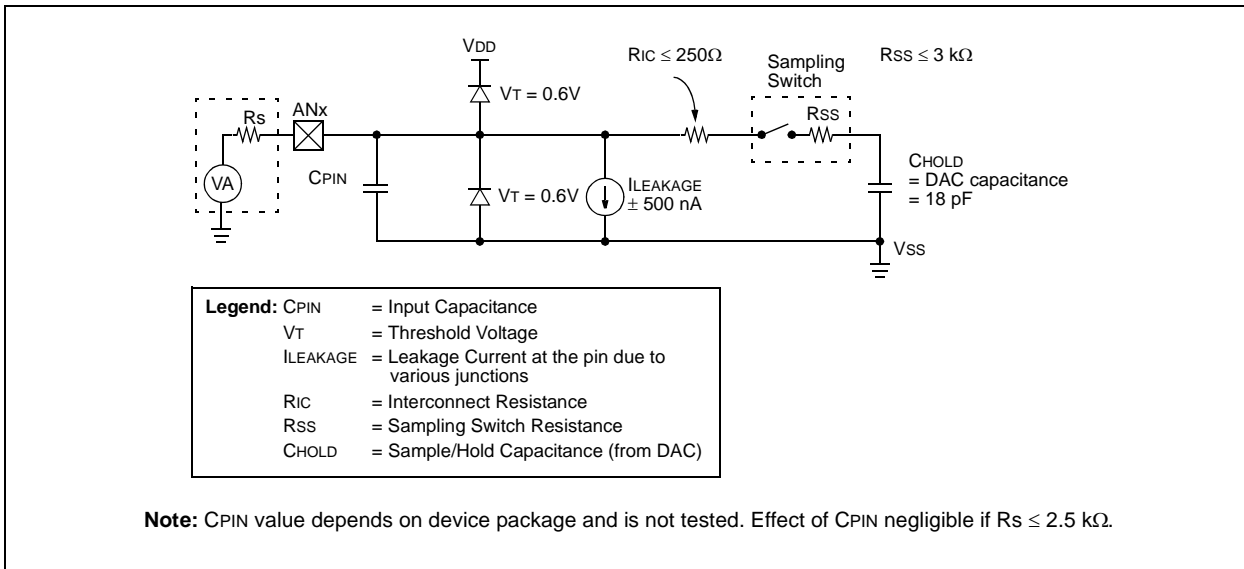 VDD
RIC ≤ 250Ω
Sampling
Switch
RSS ≤ 3 kΩ
VT = 0.6V
Rs
ANx
RSS
VA
CPIN
VT = 0.6V
ILEAKAGE
± 500 nA
CHOLD
= DAC capacitance
= 18 pF
VSS
Legend: CPIN = Input Capacitance
VT = Threshold Voltage
ILEAKAGE = Leakage Current at the pin due to
various junctions
RIC = Interconnect Resistance
RSS = Sampling Switch Resistance
CHOLD = Sample/Hold Capacitance (from DAC)
Note: CPIN value depends on device package and is not tested. Effect of CPIN negligible if Rs ≤ 2.5 kΩ.